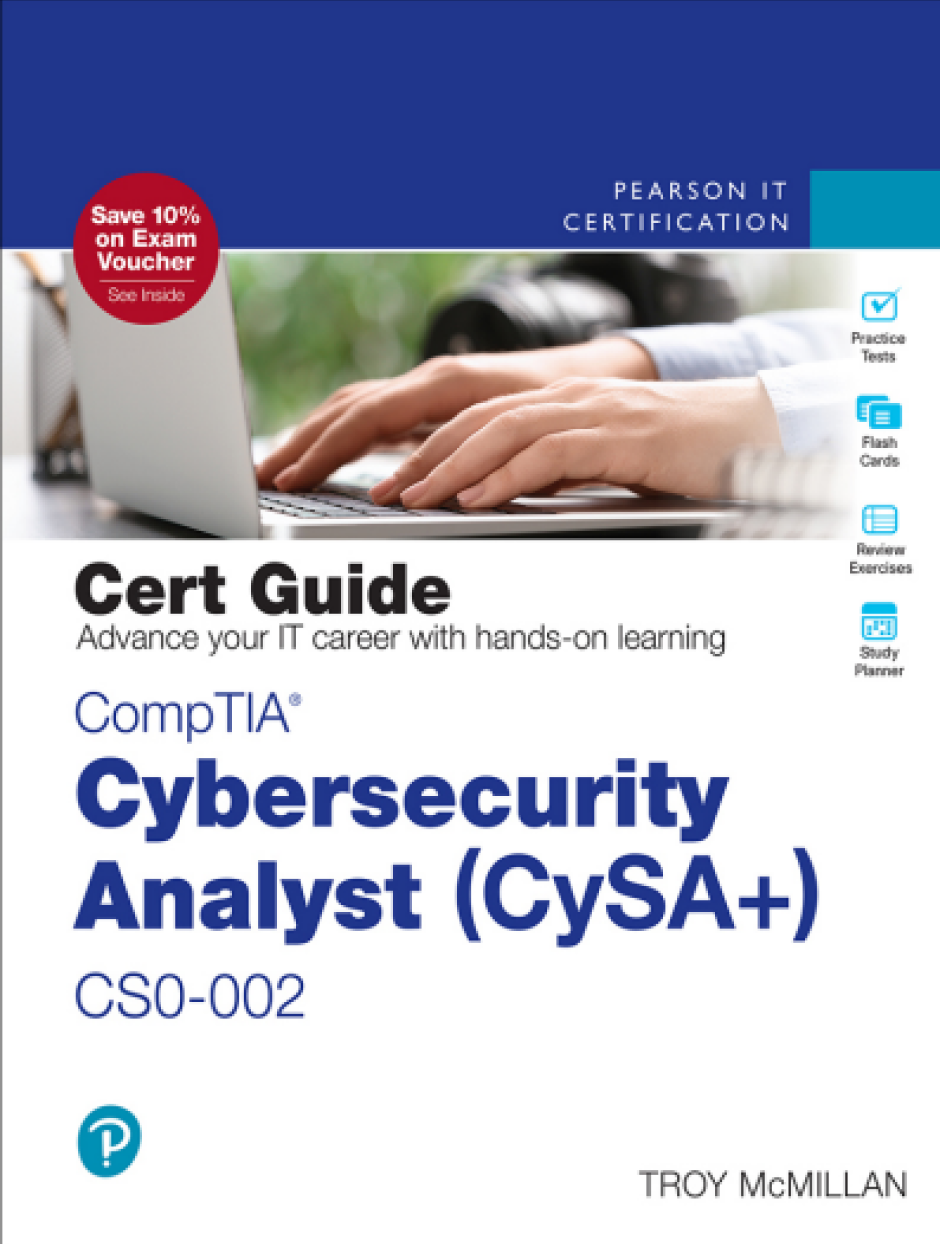 PEARSON IT
CERTIFICATION
Save 10%
on Exam
Voucher
See Inside
Practice
Tests
Flash
Cards
Review
Exercises
Study
Planner
Cert Guide
Advance your IT career with hands-on learning
CompTIA®
Cybersecurity
Analyst (CySA+)
CS0-002
P
TROY McMILLAN